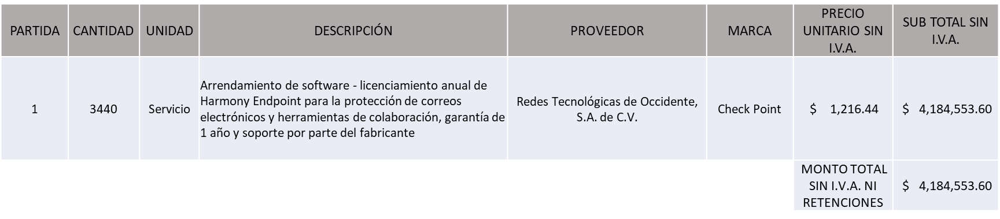 PARTIDA
CANTIDAD
UNIDAD
DESCRIPCIÓN
PROVEEDOR
MARCA
PRECIO
UNITARIO SIN
I.V.A.
SUB TOTAL SIN
I.V.A.
1
3440
Servicio
Arrendamiento de software - licenciamiento anual de
Harmony Endpoint para la protección de correos
electrónicos y herramientas de colaboración, garantía de
1 año y soporte por parte del fabricante
Redes Tecnológicas de Occidente,
S.A. de C.V.
Check Point
$ 1,216.44
$ 4,184,553.60
MONTO TOTAL
SIN I.V.A. NI
RETENCIONES
$ 4,184,553.60